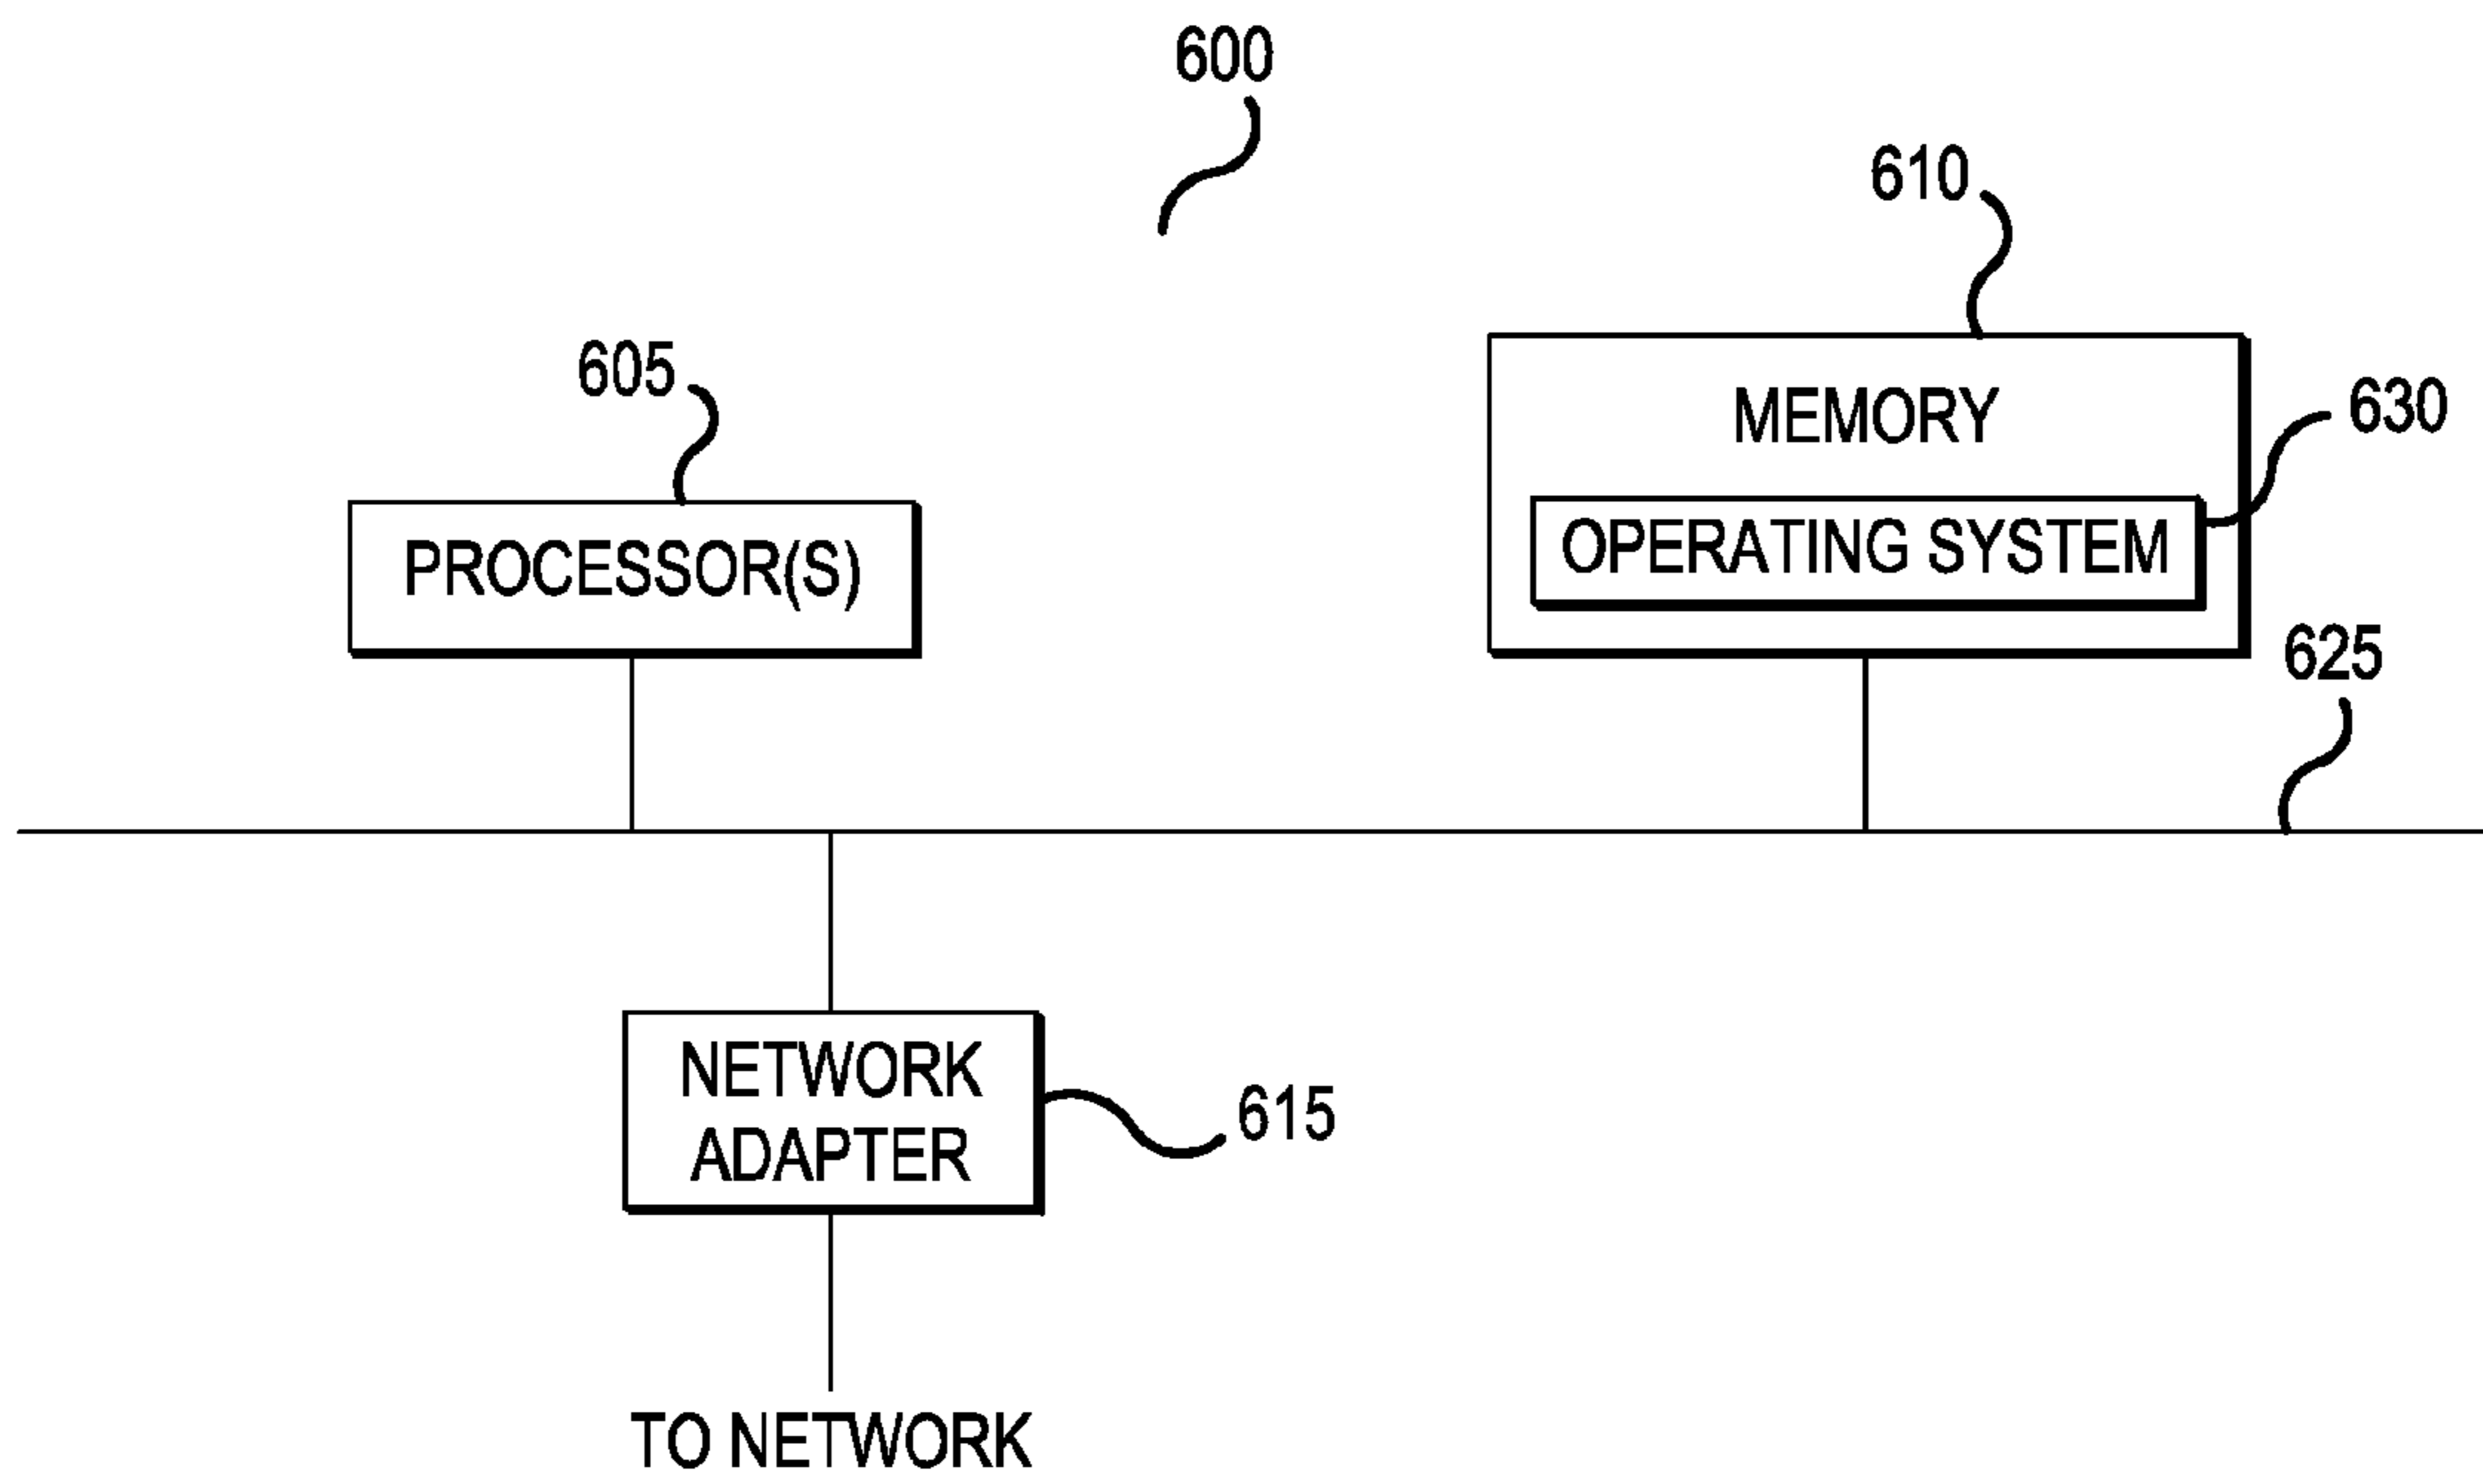 600
610
605
MEMORY
630
PROCESSOR(S)
OPERATING SYSTEM
625
NETWORK
ADAPTER
615
TO NETWORK